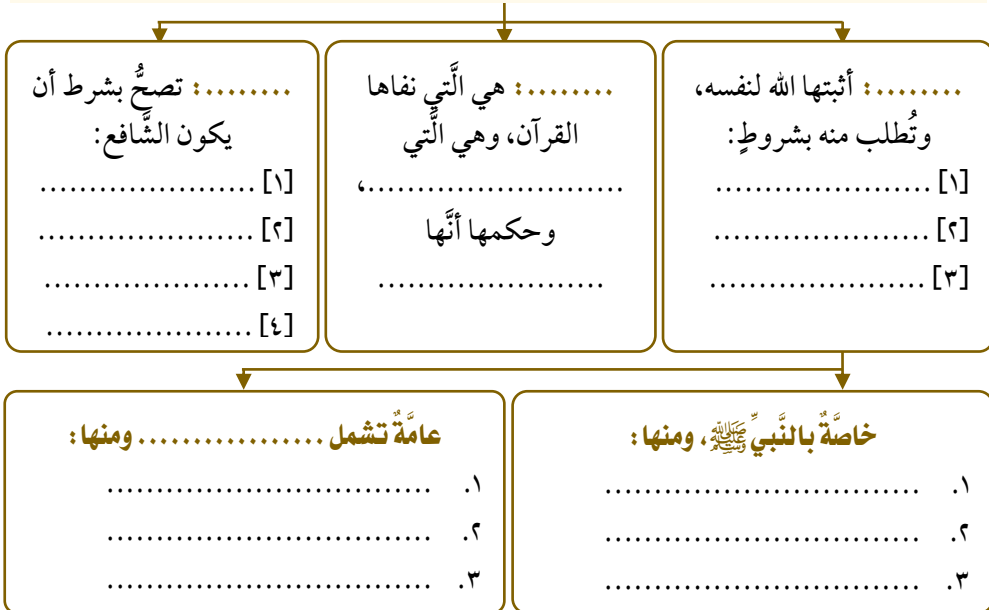 ........: أثبتها الله لنفسه،
وتُطلب منه بشروطٍ:
[١] ......................
[٢] ......................
[٣] ......................
........: هي الَّتي نفاها
القرآن، وهي الَّتي
..........................،
وحكمها أنَّها
.......................
........: تصحُّ بشرط أن
يكون الشَّافع:
[١] ......................
[٢] ......................
[٣] .....................
[٤] .....................
خاصَّةٌ بالنَّبيِّ ﷺ، ومنها:
١. ................................
٢. ................................
٣. ................................
عامَّةٌ تشمل ................. ومنها:
١. .................................
٢. .................................
٣. .................................